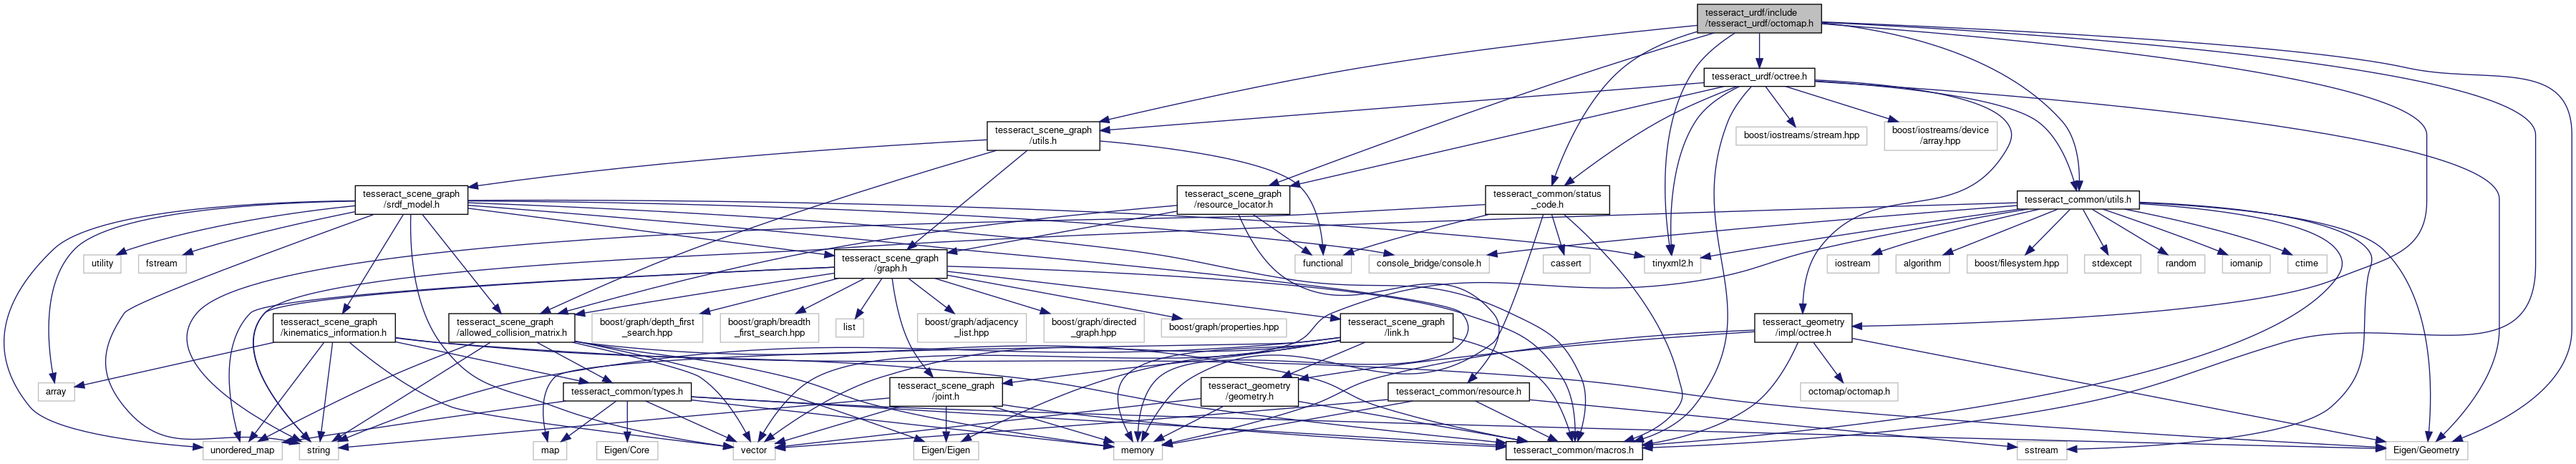 tesseract_urdf/include
/tesseract_urdf/octomap.h
tesseract_urdf/octree.h
tesseract_scene_graph
/utils.h
boost/iostreams/stream.hpp
boost/iostreams/device
/array.hpp
tesseract_scene_graph
/srdf_model.h
tesseract_scene_graph
/resource_locator.h
tesseract_common/status
_code.h
tesseract_common/utils.h
utility
fstream
tesseract_scene_graph
/graph.h
functional
console_bridge/console.h
cassert
tinyxml2.h
iostream
algorithm
boost/filesystem.hpp
stdexcept
random
iomanip
ctime
tesseract_scene_graph
/kinematics_information.h
tesseract_scene_graph
/allowed_collision_matrix.h
boost/graph/depth_first
_search.hpp
boost/graph/breadth
_first_search.hpp
list
boost/graph/adjacency
_list.hpp
boost/graph/directed
_graph.hpp
boost/graph/properties.hpp
tesseract_scene_graph
/link.h
tesseract_geometry
/impl/octree.h
array
tesseract_common/types.h
tesseract_scene_graph
/joint.h
tesseract_geometry
/geometry.h
tesseract_common/resource.h
octomap/octomap.h
unordered_map
string
map
Eigen/Core
vector
Eigen/Eigen
memory
tesseract_common/macros.h
sstream
Eigen/Geometry